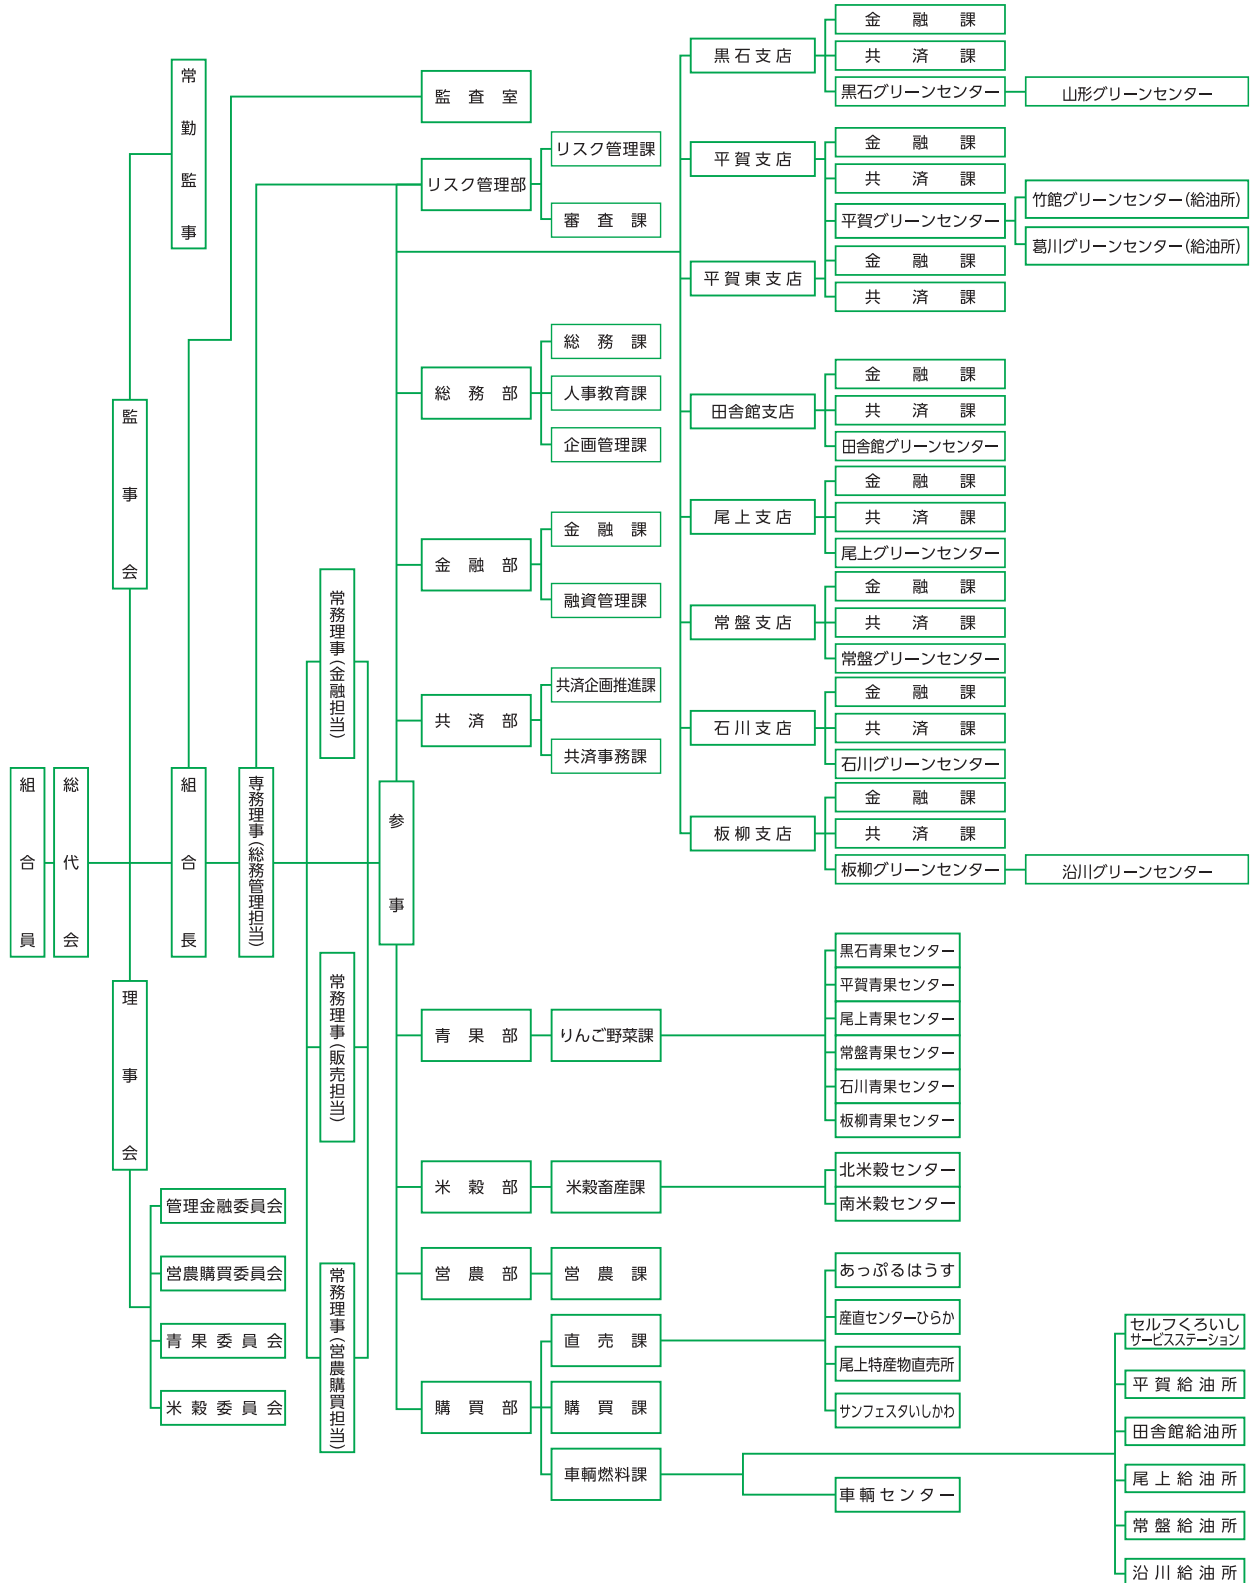 組合員
総代会
監事会
常勤監事
理事会
管理金融委員会
営農購買委員会
青果委員会
米穀委員会
組合長
監査室
専務理事(総務管理担当)
常務理事(金融担当)
常務理事(販売担当)
常務理事(営農購買担当)
参事
リスク管理部
リスク管理課
審査課
総務部
総務課
人事教育課
企画管理課
金融部
金融課
融資管理課
共済部
共済企画推進課
共済事務課
黒石支店
金融課
共済課
黒石グリーンセンター
山形グリーンセンター
平賀支店
金融課
共済課
平賀グリーンセンター
竹館グリーンセンター(給油所)
葛川グリーンセンター(給油所)
平賀東支店
金融課
共済課
田舎館支店
金融課
共済課
田舎館グリーンセンター
尾上支店
金融課
共済課
尾上グリーンセンター
常盤支店
金融課
共済課
常盤グリーンセンター
石川支店
金融課
共済課
石川グリーンセンター
板柳支店
金融課
共済課
板柳グリーンセンター
沿川グリーンセンター
青果部
りんご野菜課
黒石青果センター
平賀青果センター
尾上青果センター
常盤青果センター
石川青果センター
板柳青果センター
米穀部
米穀畜産課
北米穀センター
南米穀センター
営農部
営農課
購買部
直売課
あっぷるはうす
産直センターひらか
尾上特産物直売所
サンフェスタいしかわ
購買課
車輌燃料課
車輌センター
セルフくろいし
サービスステーション
平賀給油所
田舎館給油所
尾上給油所
常盤給油所
沿川給油所